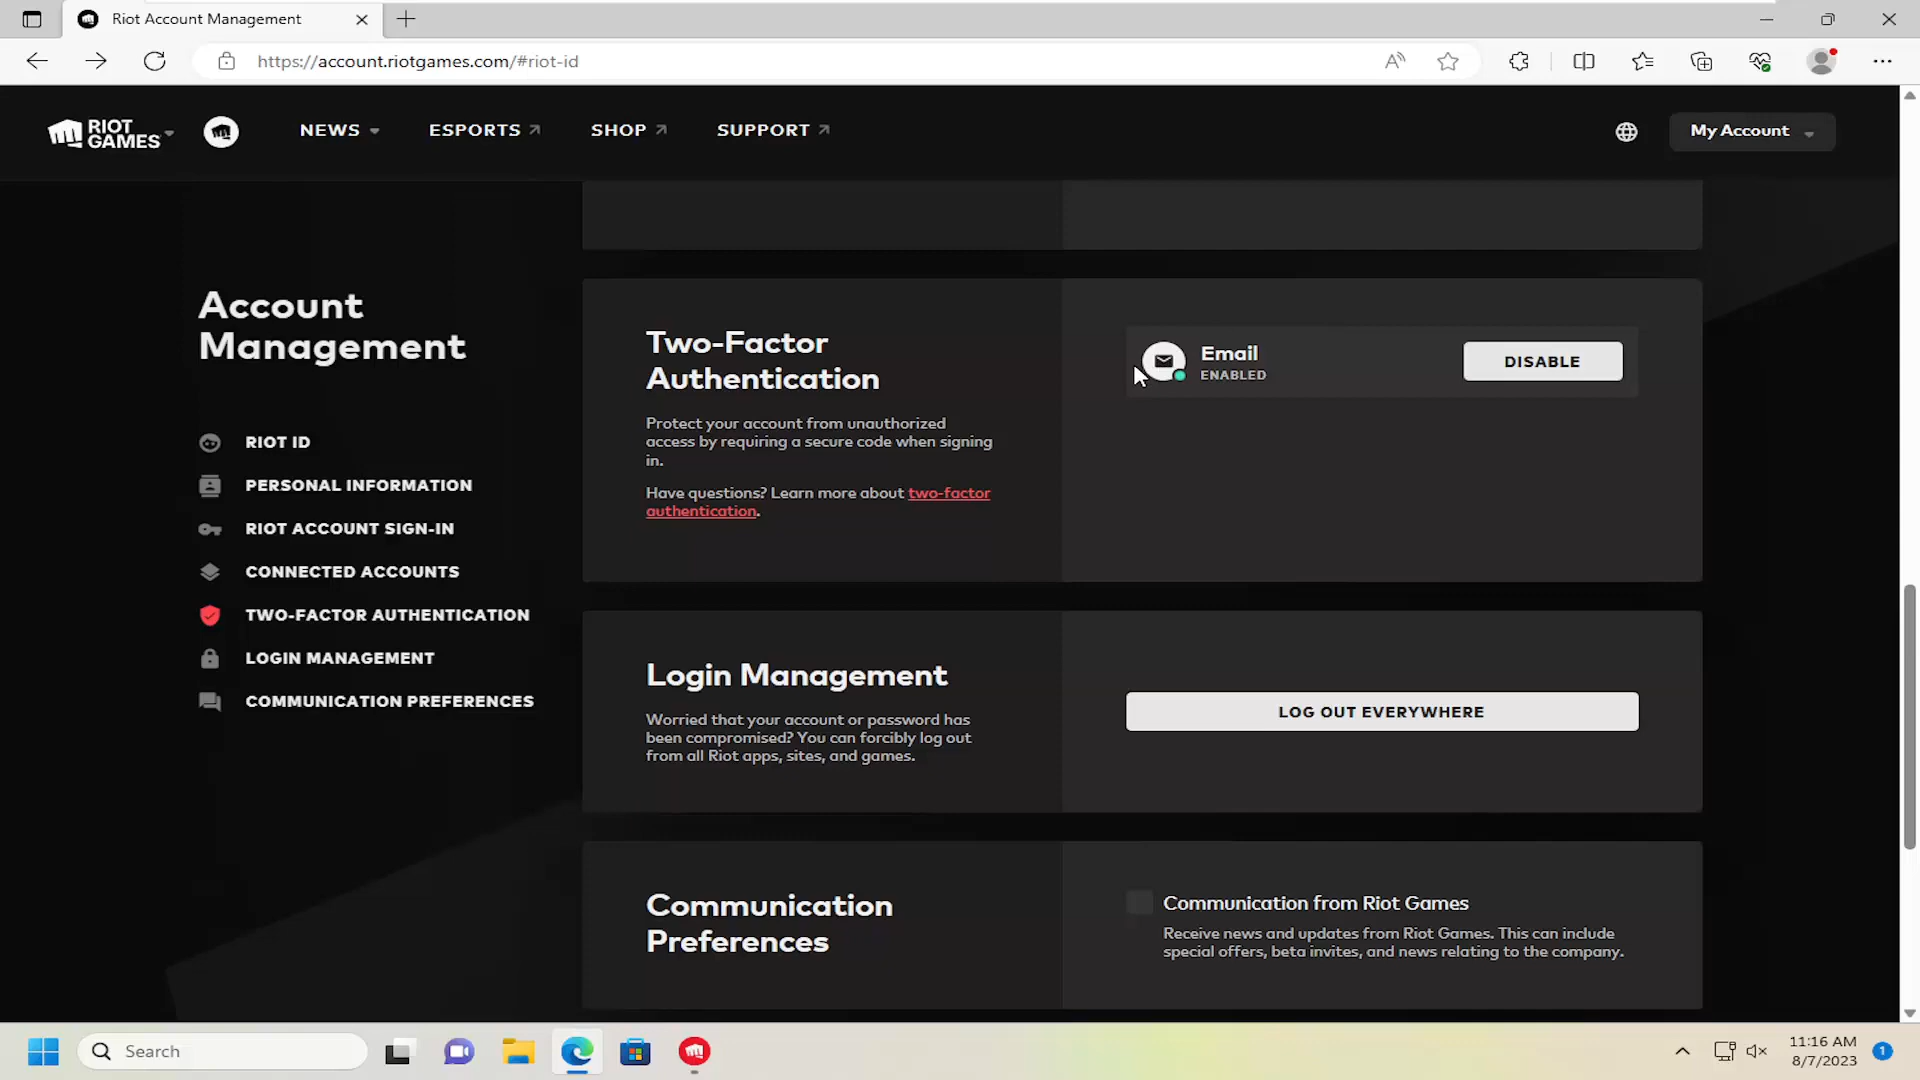 Riot Account Management
https://account.riotgames.com/#riot-id
RIOT GAMES
NEWS
ESPORTS
SHOP
SUPPORT
My Account
Account
Management
RIOT ID
PERSONAL INFORMATION
RIOT ACCOUNT SIGN-IN
CONNECTED ACCOUNTS
TWO-FACTOR AUTHENTICATION
LOGIN MANAGEMENT
COMMUNICATION PREFERENCES
Two-Factor
Authentication
Protect your account from unauthorized
access by requiring a secure code when signing
in.
Have questions? Learn more about two-factor
authentication.
Email
ENABLED
DISABLE
Login Management
Worried that your account or password has
been compromised? You can forcibly log out
from all Riot apps, sites, and games.
LOG OUT EVERYWHERE
Communication
Preferences
Communication from Riot Games
Receive news and updates from Riot Games. This can include
special offers, beta invites, and news relating to the company.
Search
11:16 AM
8/7/2023
1